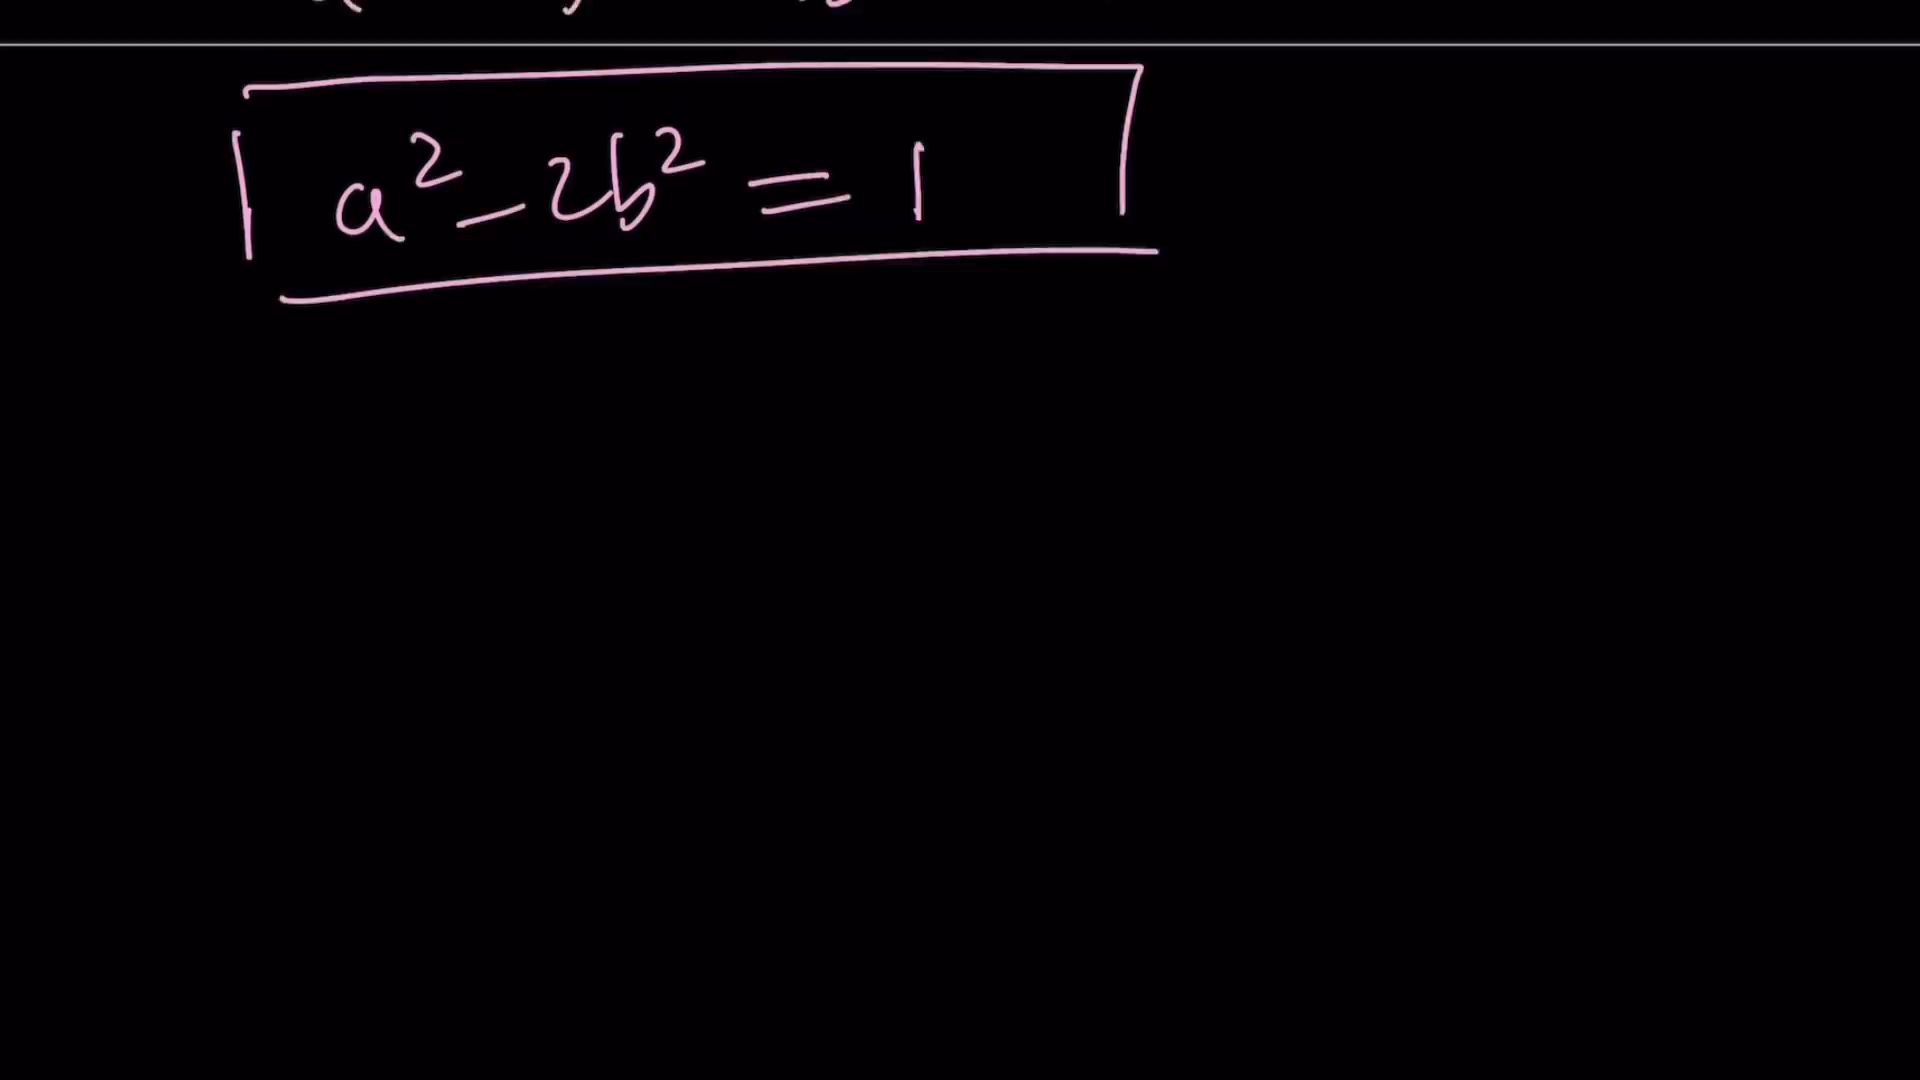 a² - 2b² = 1